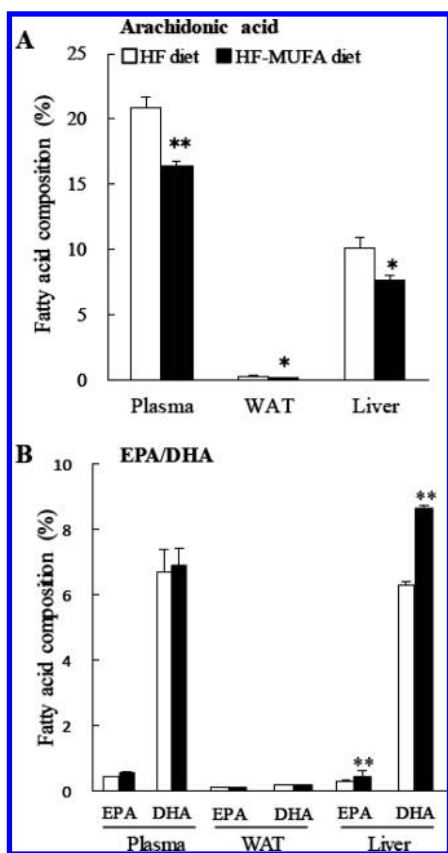 A
Arachidonic acid
HF diet HF-MUFA diet
Fatty acid composition (%)
25
20
15
10
5
0
**
*
*
Plasma WAT Liver
B
EPA/DHA
Fatty acid composition (%)
10
8
6
4
2
0
**
**
EPA DHA EPA DHA EPA DHA
Plasma WAT Liver